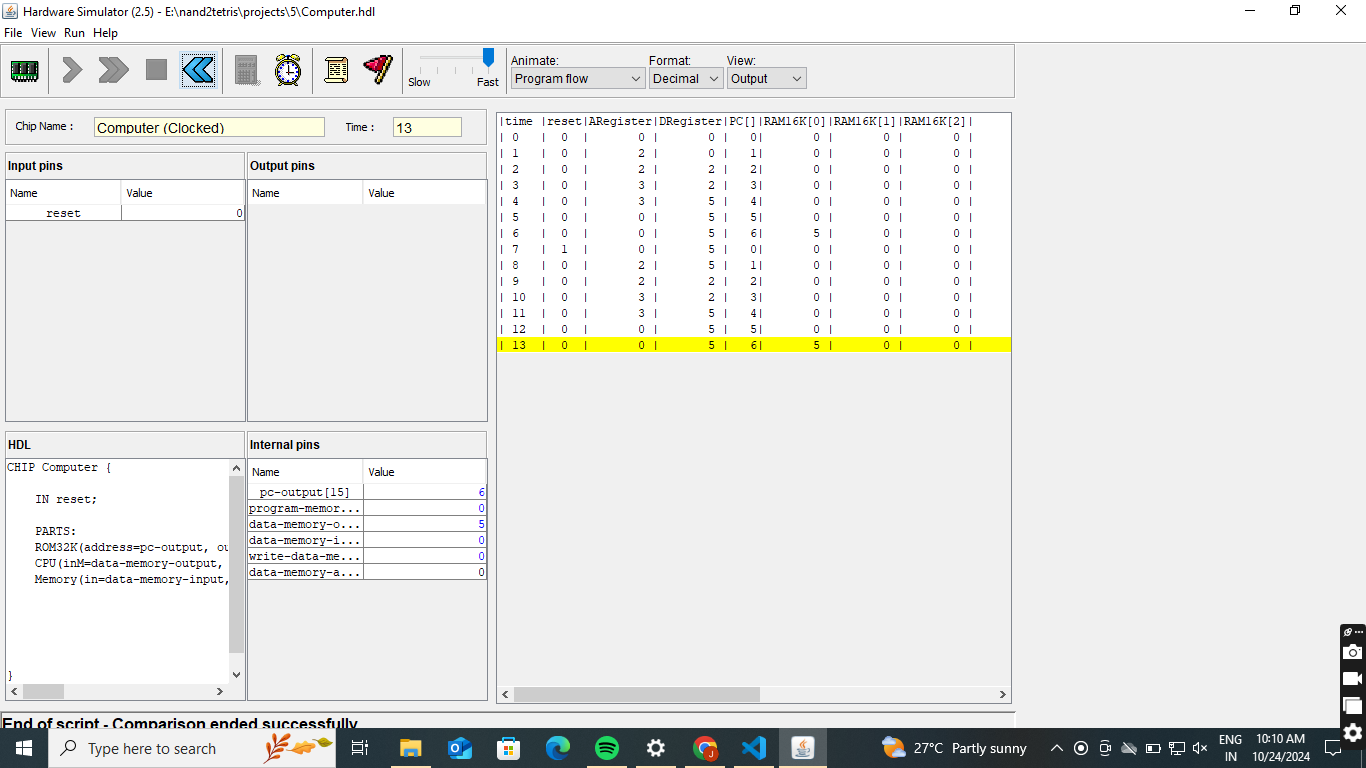 Hardware Simulator (2.5) - E:\nand2tetris\projects\5\Computer.hdl
File View Run Help
Animate: Format: View:
Slow Fast Program flow Decimal Output
Chip Name : Computer (Clocked) Time : 13
Input pins Output pins
Name Value Name Value
reset 0
|time |reset|ARegister|DRegister|PC[]|RAM16K[0]|RAM16K[1]|RAM16K[2]|
| 0 | 0 | 0 | 0 | 0| 0 | 0 | 0 |
| 1 | 0 | 2 | 0 | 1| 0 | 0 | 0 |
| 2 | 0 | 2 | 2 | 2| 0 | 0 | 0 |
| 3 | 0 | 3 | 2 | 3| 0 | 0 | 0 |
| 4 | 0 | 3 | 5 | 4| 0 | 0 | 0 |
| 5 | 0 | 0 | 5 | 5| 0 | 0 | 0 |
| 6 | 0 | 0 | 5 | 6| 5 | 0 | 0 |
| 7 | 1 | 0 | 5 | 0| 0 | 0 | 0 |
| 8 | 0 | 2 | 5 | 1| 0 | 0 | 0 |
| 9 | 0 | 2 | 2 | 2| 0 | 0 | 0 |
| 10 | 0 | 3 | 2 | 3| 0 | 0 | 0 |
| 11 | 0 | 3 | 5 | 4| 0 | 0 | 0 |
| 12 | 0 | 0 | 5 | 5| 0 | 0 | 0 |
| 13 | 0 | 0 | 5 | 6| 5 | 0 | 0 |
HDL
CHIP Computer {
IN reset;
PARTS:
ROM32K(address=pc-output, ou
CPU(inM=data-memory-output,
Memory(in=data-memory-input,
}
Internal pins
Name Value
pc-output[15] 6
program-memor... 0
data-memory-o... 5
data-memory-i... 0
write-data-me... 0
data-memory-a... 0
End of script - Comparison ended successfully
Type here to search
27°C Partly sunny
ENG
IN
10:10 AM
10/24/2024